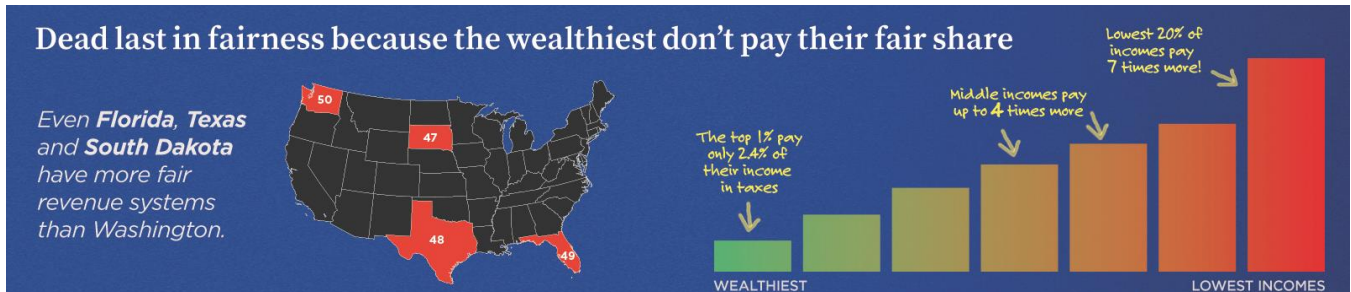 Dead last in fairness because the wealthiest don't pay their fair share
Even Florida, Texas
and South Dakota
have more fair
revenue systems
than Washington.
50
47
48
49
The top 1% pay
only 2.4% of
their income
in taxes
Middle incomes pay
up to 4 times more
Lowest 20% of
incomes pay
7 times more!
WEALTHIEST
LOWEST INCOMES